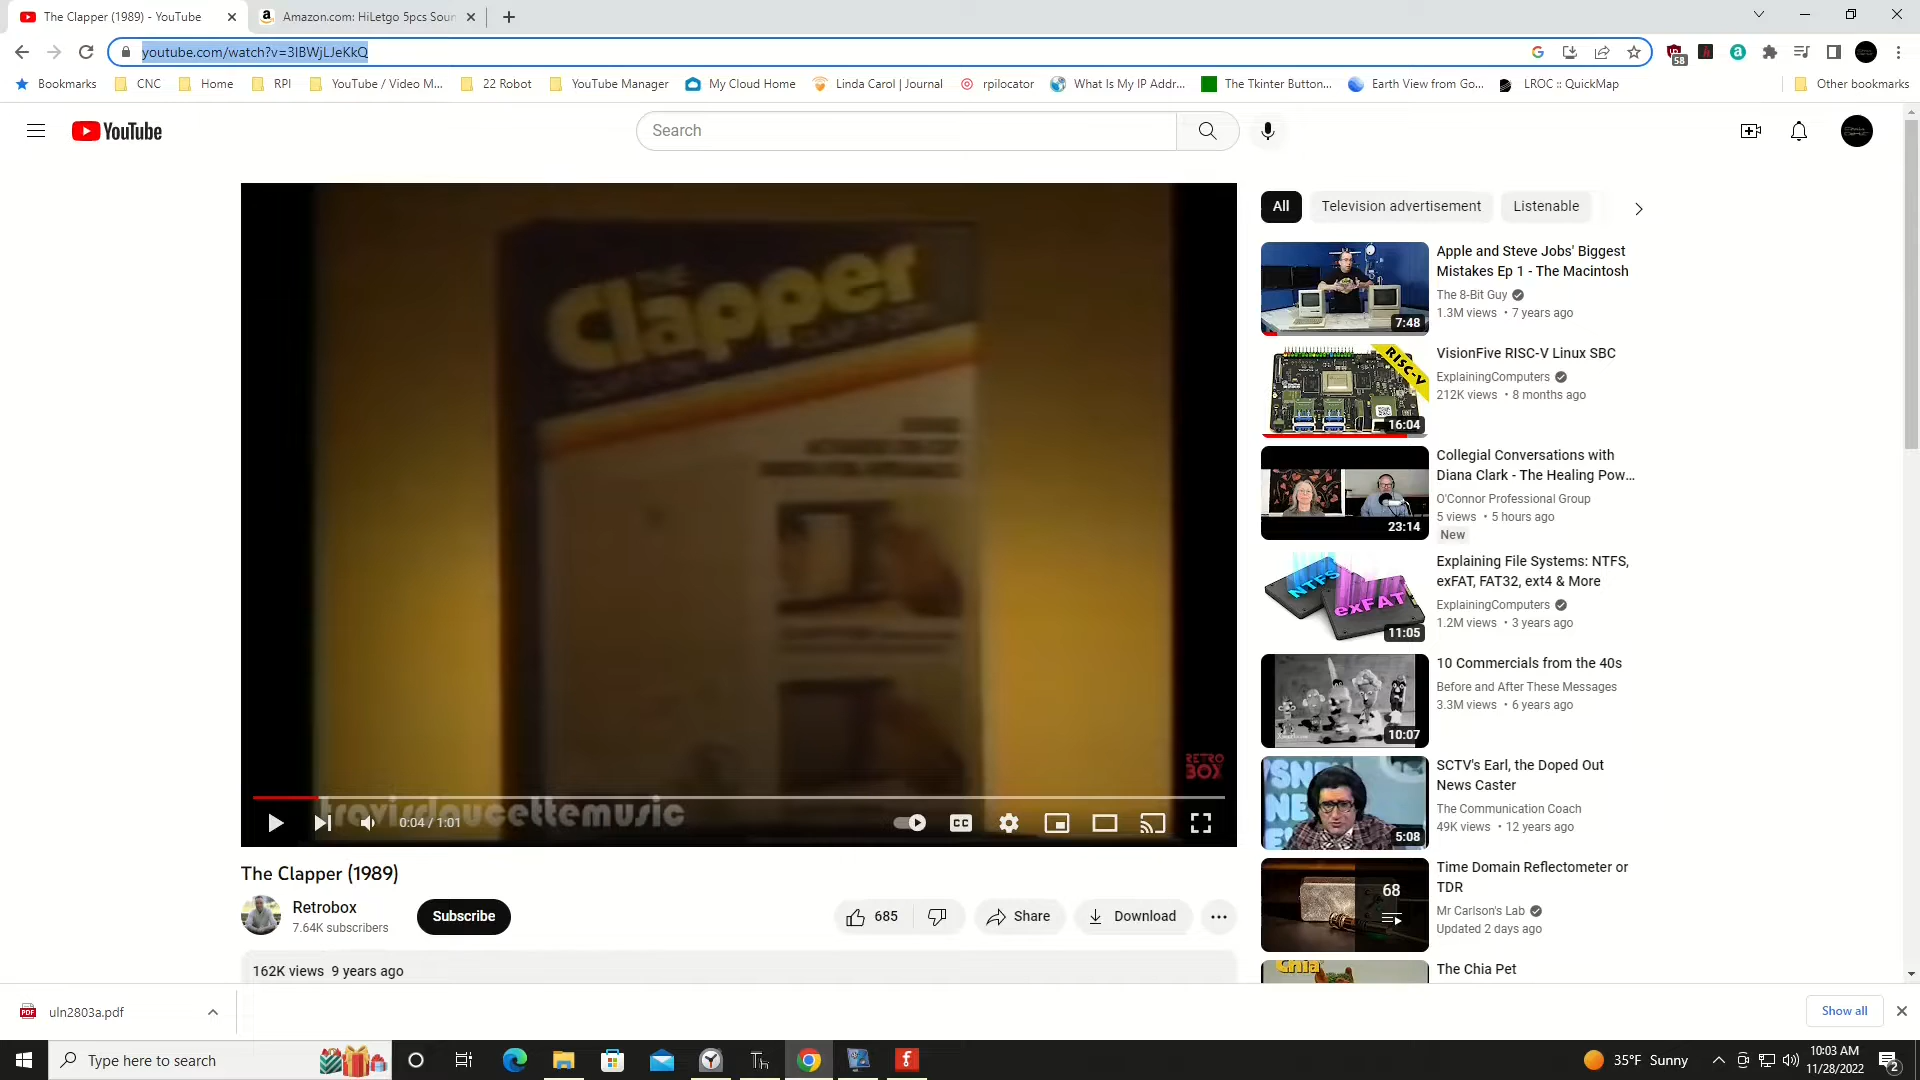 The Clapper (1989) - YouTube
Amazon.com: HiLetgo 5pcs Soun
youtube.com/watch?v=3IBWjLJeKkQ
58
Bookmarks
CNC
Home
RPI
YouTube / Video M...
22 Robot
YouTube Manager
My Cloud Home
Linda Carol | Journal
rpilocator
What Is My IP Addr...
The Tkinter Button...
Earth View from Go...
LROC :: QuickMap
Other bookmarks
YouTube
Search
THE
Clapper
RETRO
BOX
0:04 / 1:01
CC
The Clapper (1989)
Retrobox
7.64K subscribers
Subscribe
685
Share
Download
162K views 9 years ago
All
Television advertisement
Listenable
7:48
Apple and Steve Jobs' Biggest
Mistakes Ep 1 - The Macintosh
The 8-Bit Guy
1.3M views • 7 years ago
RISC-V
16:04
VisionFive RISC-V Linux SBC
ExplainingComputers
212K views • 8 months ago
23:14
Collegial Conversations with
Diana Clark - The Healing Pow...
O'Connor Professional Group
5 views • 5 hours ago
New
NTFS
exFAT
11:05
Explaining File Systems: NTFS,
exFAT, FAT32, ext4 & More
ExplainingComputers
1.2M views • 3 years ago
10:07
10 Commercials from the 40s
Before and After These Messages
3.3M views • 6 years ago
5:08
SCTV's Earl, the Doped Out
News Caster
The Communication Coach
49K views • 12 years ago
68
Time Domain Reflectometer or
TDR
Mr Carlson's Lab
Updated 2 days ago
Chia
The Chia Pet
PDF
uln2803a.pdf
Show all
Type here to search
35°F Sunny
10:03 AM
11/28/2022
2